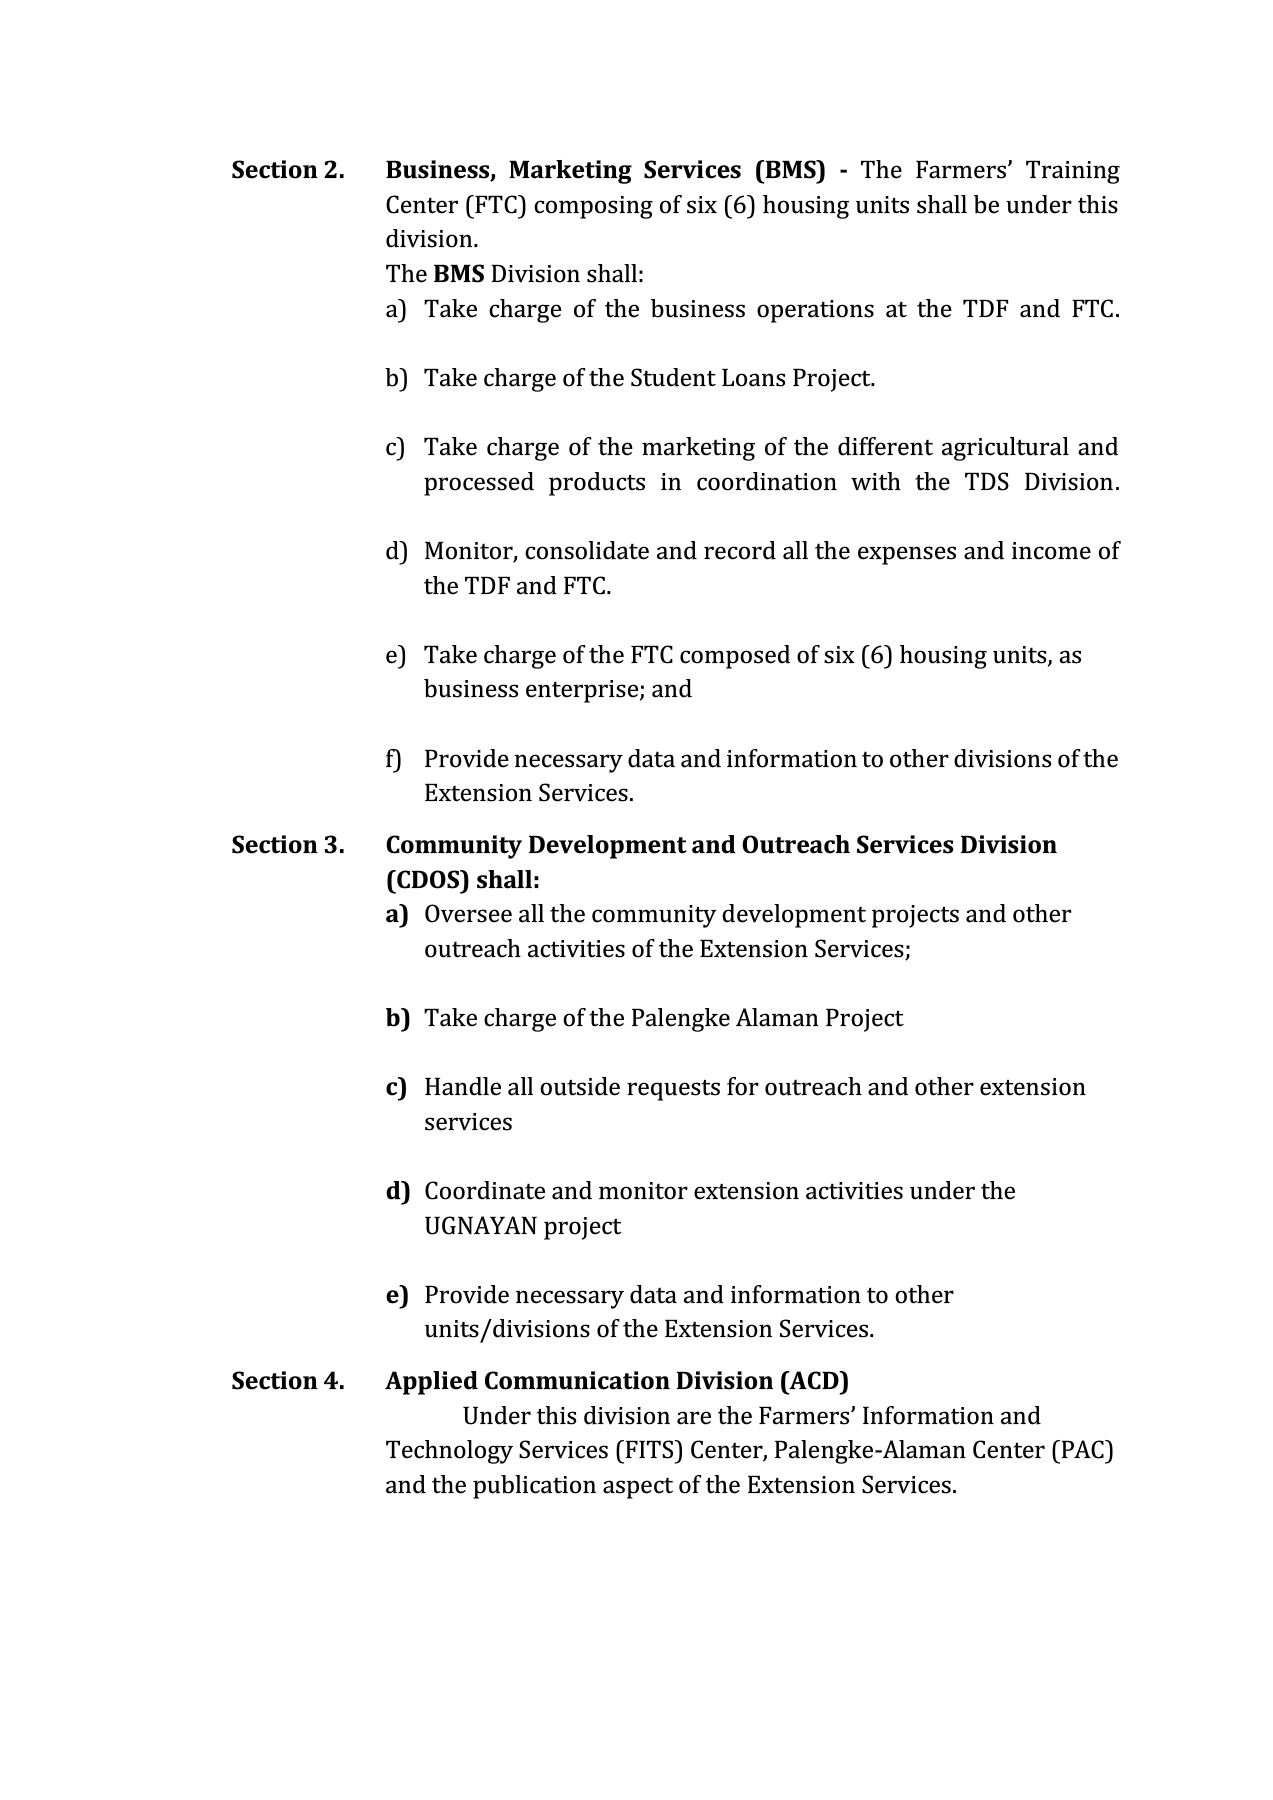 Section 2. Business, Marketing Services (BMS) - The Farmers’ Training
Center (FTC) composing of six (6) housing units shall be under this
division.
The BMS Division shall:
a) Take charge of the business operations at the TDF and FTC.
b) Take charge of the Student Loans Project.
c) Take charge of the marketing of the different agricultural and
processed products in coordination with the TDS Division.
d) Monitor, consolidate and record all the expenses and income of
the TDF and FTC.
e) Take charge of the FTC composed of six (6) housing units, as
business enterprise; and
f) Provide necessary data and information to other divisions of the
Extension Services.
Section 3. Community Development and Outreach Services Division
(CDOS) shall:
a) Oversee all the community development projects and other
outreach activities of the Extension Services;
b) Take charge of the Palengke Alaman Project
c) Handle all outside requests for outreach and other extension
services
d) Coordinate and monitor extension activities under the
UGNAYAN project
e) Provide necessary data and information to other
units/divisions of the Extension Services.
Section 4. Applied Communication Division (ACD)
Under this division are the Farmers’ Information and
Technology Services (FITS) Center, Palengke-Alaman Center (PAC)
and the publication aspect of the Extension Services.